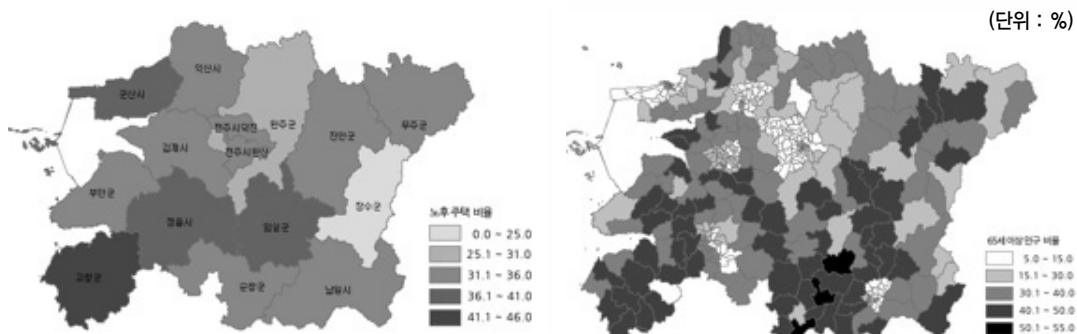 (단위 : %)
익산시
군산시
완주군
무주군
전주시덕진
진안군
김제시
전주시완산
부안군
장수군
정읍시
임실군
고창군
순창군
남원시
노후 주택 비율
0.0 ~ 25.0
25.1 ~ 31.0
31.1 ~ 36.0
36.1 ~ 41.0
41.1 ~ 46.0
65세이상인구 비율
5.0 ~ 15.0
15.1 ~ 30.0
30.1 ~ 40.0
40.1 ~ 50.0
50.1 ~ 55.0